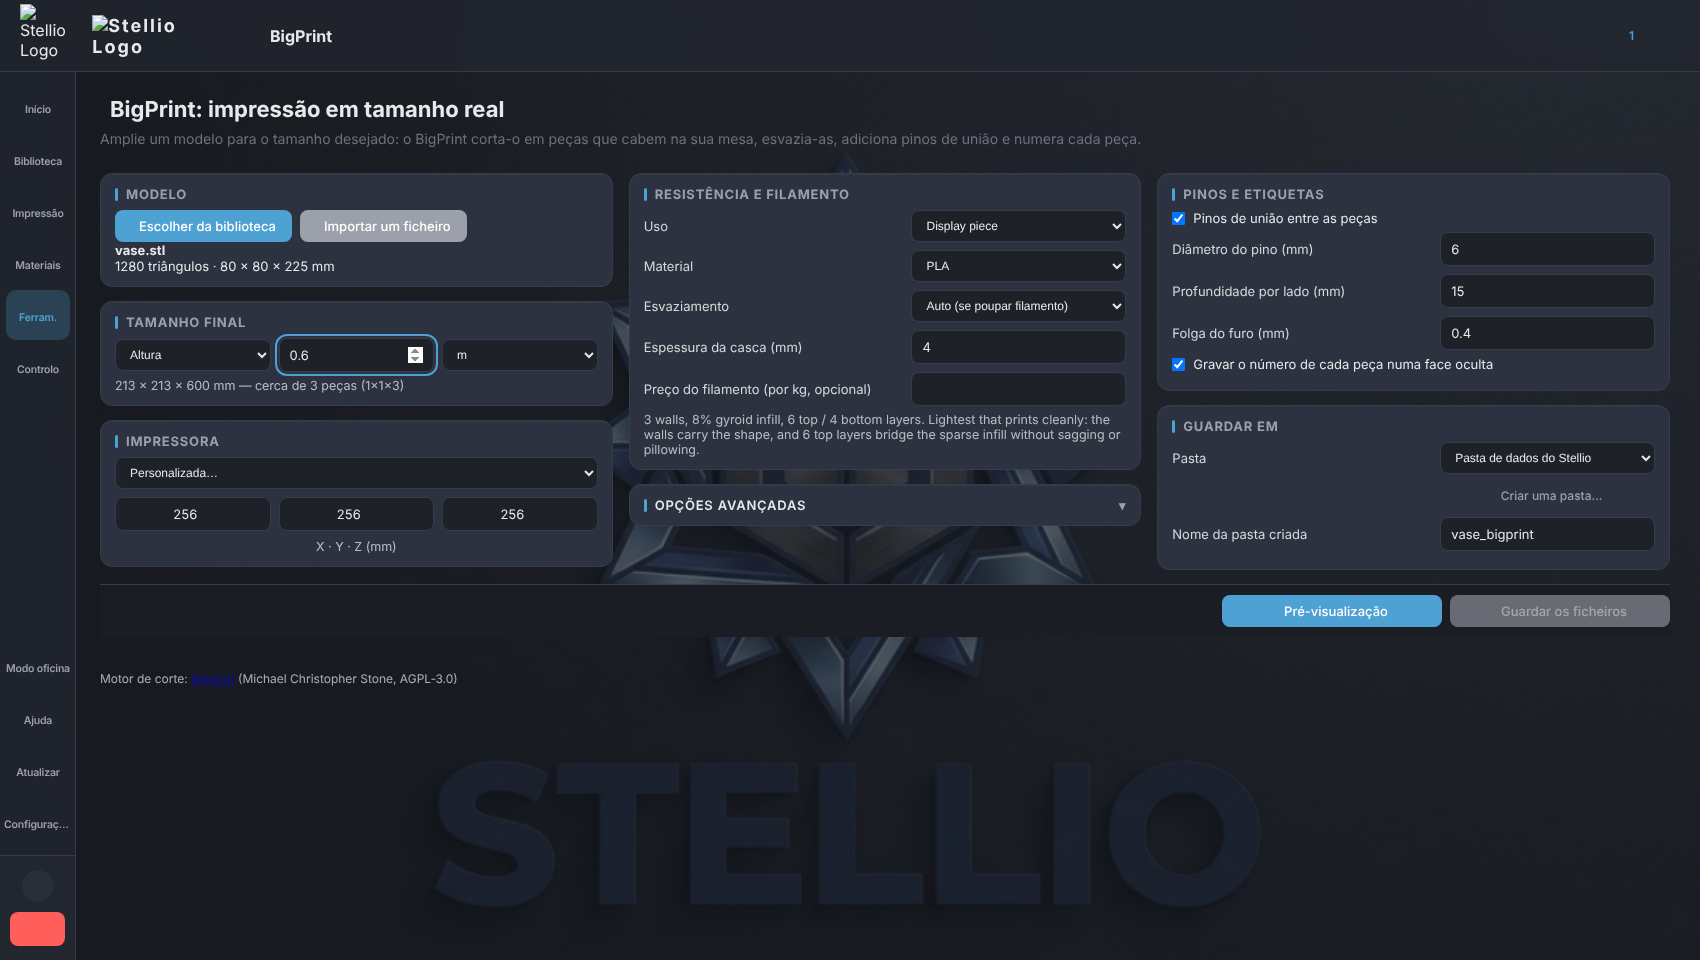 Stellio
Logo
Stellio
Logo
BigPrint
1
Início
Biblioteca
Impressão
Materiais
Ferram.
Controlo
Modo oficina
Ajuda
Atualizar
Configuraç…
BigPrint: impressão em tamanho real
Amplie um modelo para o tamanho desejado: o BigPrint corta-o em peças que cabem na sua mesa, esvazia-as, adiciona pinos de união e numera cada peça.
MODELO
Escolher da biblioteca
Importar um ficheiro
vase.stl
1280 triângulos · 80 × 80 × 225 mm
TAMANHO FINAL
Altura
0.6
m
213 × 213 × 600 mm — cerca de 3 peças (1×1×3)
IMPRESSORA
Personalizada…
256
256
256
X · Y · Z (mm)
RESISTÊNCIA E FILAMENTO
Uso
Display piece
Material
PLA
Esvaziamento
Auto (se poupar filamento)
Espessura da casca (mm)
4
Preço do filamento (por kg, opcional)
3 walls, 8% gyroid infill, 6 top / 4 bottom layers. Lightest that prints cleanly: the
walls carry the shape, and 6 top layers bridge the sparse infill without sagging or
pillowing.
OPÇÕES AVANÇADAS
PINOS E ETIQUETAS
Pinos de união entre as peças
Diâmetro do pino (mm)
6
Profundidade por lado (mm)
15
Folga do furo (mm)
0.4
Gravar o número de cada peça numa face oculta
GUARDAR EM
Pasta
Pasta de dados do Stellio
Criar uma pasta…
Nome da pasta criada
vase_bigprint
Pré-visualização
Guardar os ficheiros
Motor de corte: bigprint (Michael Christopher Stone, AGPL-3.0)
STELLIO